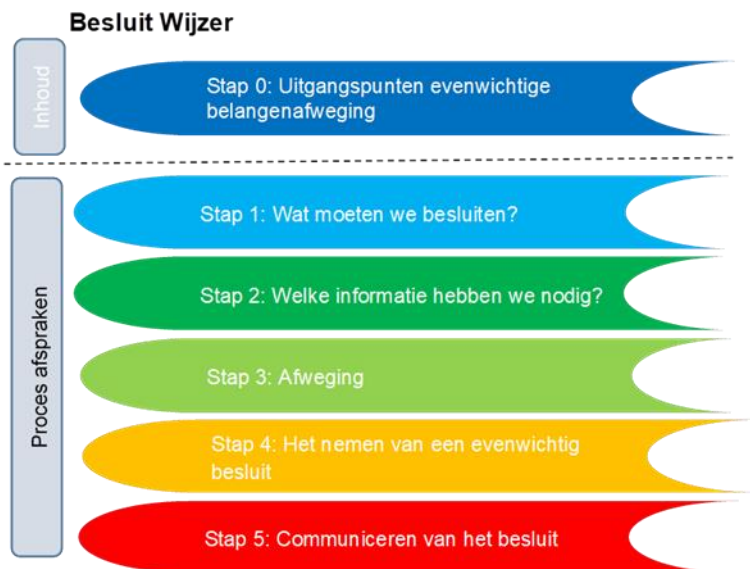 Besluit Wijzer
Inhoud
Stap 0: Uitgangspunten evenwichtige
belangenafweging
Proces afspraken
Stap 1: Wat moeten we besluiten?
Stap 2: Welke informatie hebben we nodig?
Stap 3: Afweging
Stap 4: Het nemen van een evenwichtig
besluit
Stap 5: Communiceren van het besluit